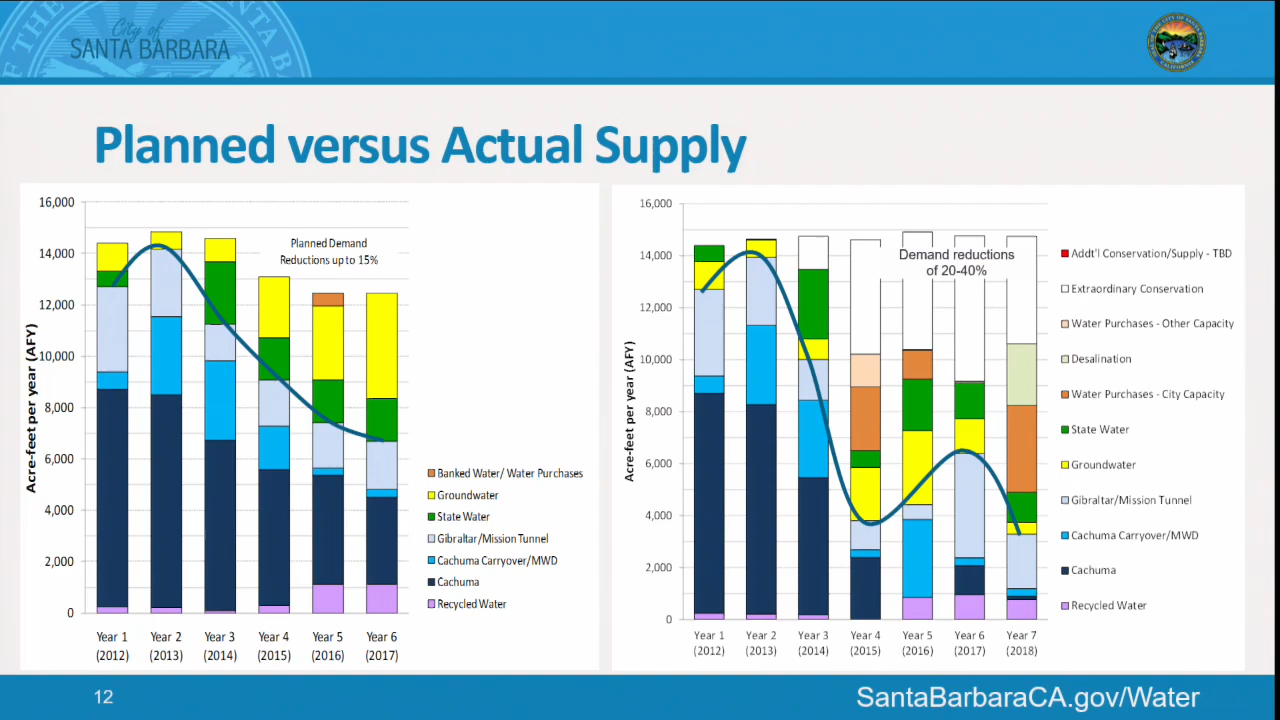 City of
SANTA BARBARA
Planned versus Actual Supply
16,000
14,000
12,000
10,000
8,000
6,000
4,000
2,000
0
Acre-feet per year (AFY)
Planned Demand
Reductions up to 15%
Banked Water/ Water Purchases
Groundwater
State Water
Gibraltar/Mission Tunnel
Cachuma Carryover/MWD
Cachuma
Recycled Water
Year 1 Year 2 Year 3 Year 4 Year 5 Year 6
(2012) (2013) (2014) (2015) (2016) (2017)
16,000
14,000
12,000
10,000
8,000
6,000
4,000
2,000
0
Acre-feet per year (AFY)
Demand reductions
of 20-40%
Addt'l Conservation/Supply - TBD
Extraordinary Conservation
Water Purchases - Other Capacity
Desalination
Water Purchases - City Capacity
State Water
Groundwater
Gibraltar/Mission Tunnel
Cachuma Carryover/MWD
Cachuma
Recycled Water
Year 1 Year 2 Year 3 Year 4 Year 5 Year 6 Year 7
(2012) (2013) (2014) (2015) (2016) (2017) (2018)
12
SantaBarbaraCA.gov/Water